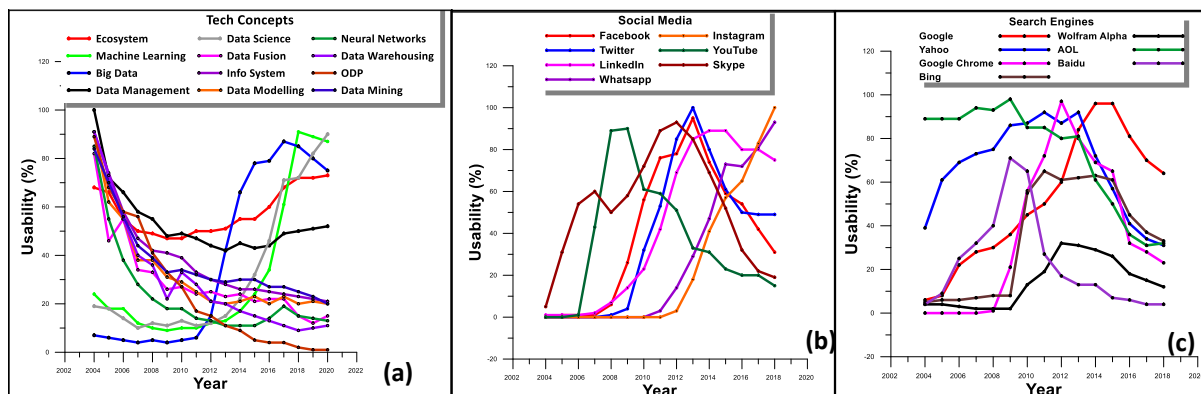 Tech Concepts
Ecosystem Data Science Neural Networks
Machine Learning Data Fusion Data Warehousing
Big Data Info System ODP
Data Management Data Modelling Data Mining
120
100
80
60
40
20
0
Usability (%)
2002 2004 2006 2008 2010 2012 2014 2016 2018 2020 2022
Year
(a)
Social Media
Facebook Instagram
Twitter YouTube
LinkedIn Skype
Whatsapp
120
100
80
60
40
20
0
-20
Usability (%)
2002 2004 2006 2008 2010 2012 2014 2016 2018 2020
Year
(b)
Search Engines
Google Wolfram Alpha
Yahoo AOL
Google Chrome Baidu
Bing
120
100
80
60
40
20
0
-20
Usability (%)
2002 2004 2006 2008 2010 2012 2014 2016 2018
Year
(c)